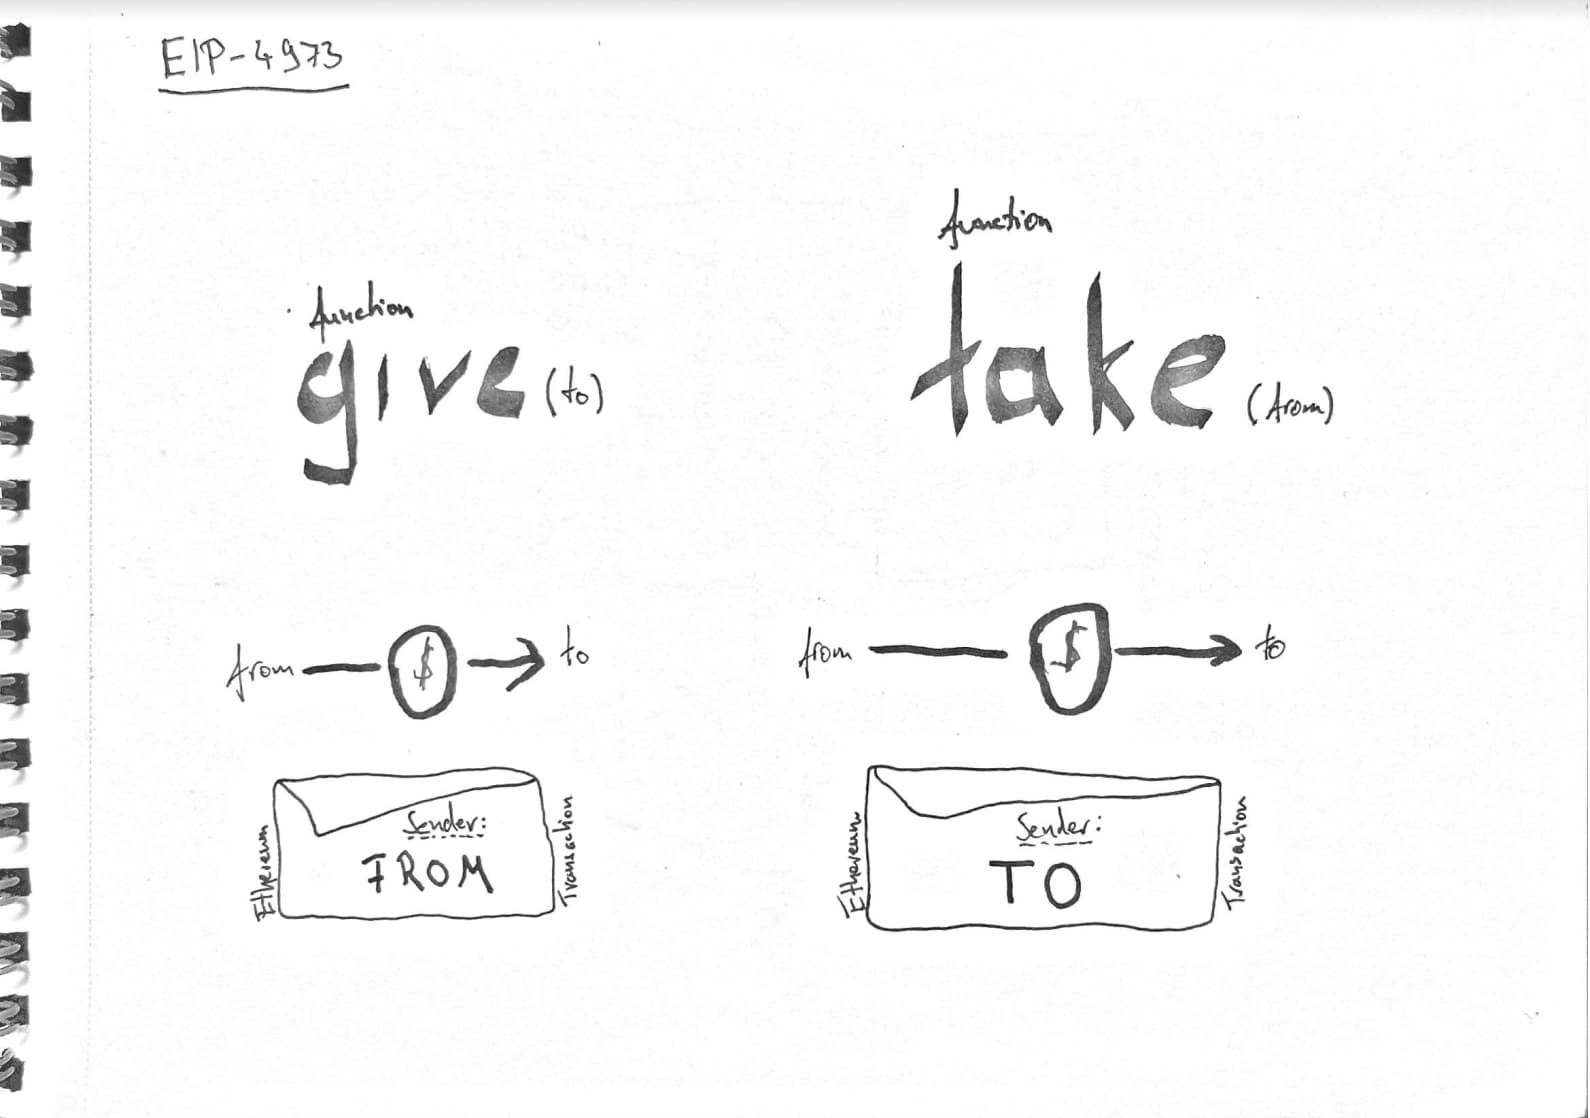 EIP-4973
function
give (to)
function
take (from)
from $ to
from $ to
Ethereum
Sender:
FROM
Transaction
Ethereum
Sender:
TO
Transaction